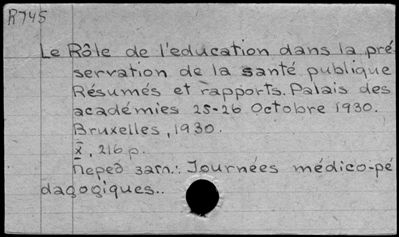 R745
Le Rôle de l'education dans la pré
servation de la santé publique
Résumés et rapports. Palais des
académies 25-26 Octobre 1930.
Bruxelles, 1930.
x̄, 216 p.
Перед загл.: Journées médico-pé
dagogiques..